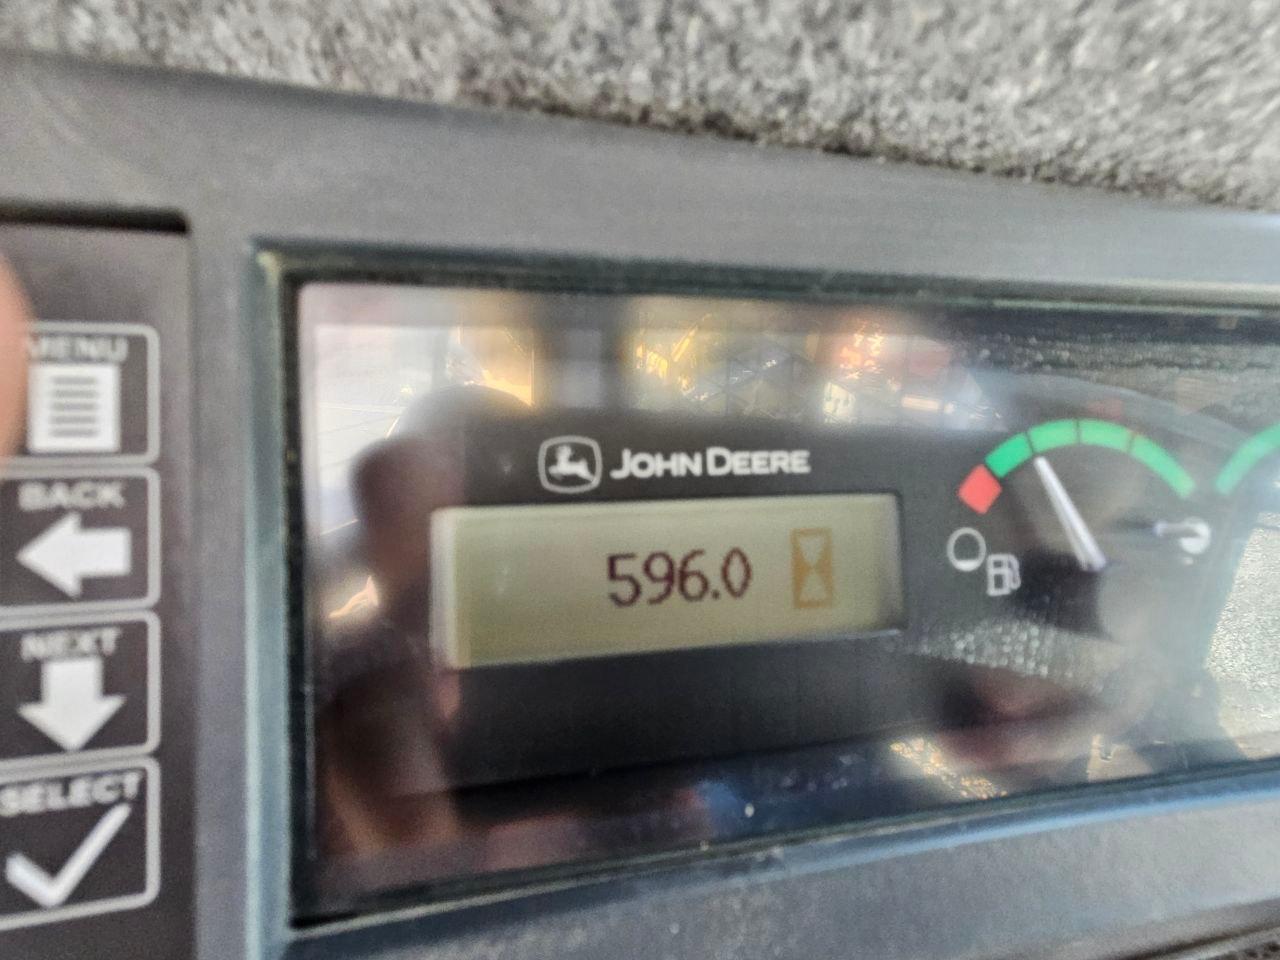 MENU
BACK
NEXT
SELECT
JOHN DEERE
596.0